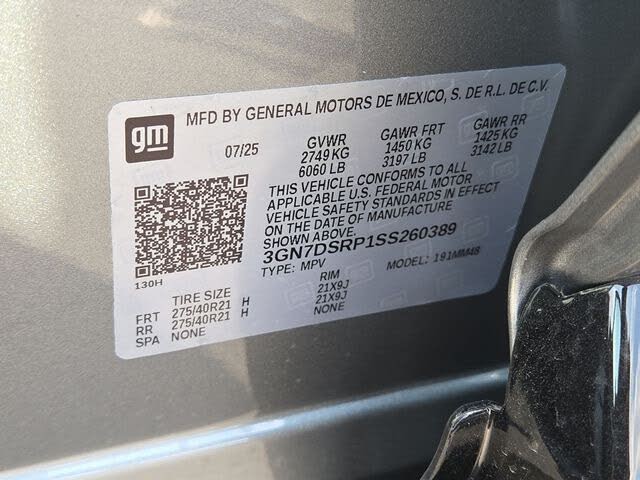 gm
MFD BY GENERAL MOTORS DE MEXICO, S. DE R.L. DE C.V.
07/25 GVWR GAWR FRT GAWR RR
2749 KG 1450 KG 1425 KG
6060 LB 3197 LB 3142 LB
THIS VEHICLE CONFORMS TO ALL
APPLICABLE U.S. FEDERAL MOTOR
VEHICLE SAFETY STANDARDS IN EFFECT
ON THE DATE OF MANUFACTURE
SHOWN ABOVE.
3GN7DSRP1SS260389
TYPE: MPV MODEL: 191MM48
130H
TIRE SIZE RIM
FRT 275/40R21 H 21X9J
RR 275/40R21 H 21X9J
SPA NONE NONE